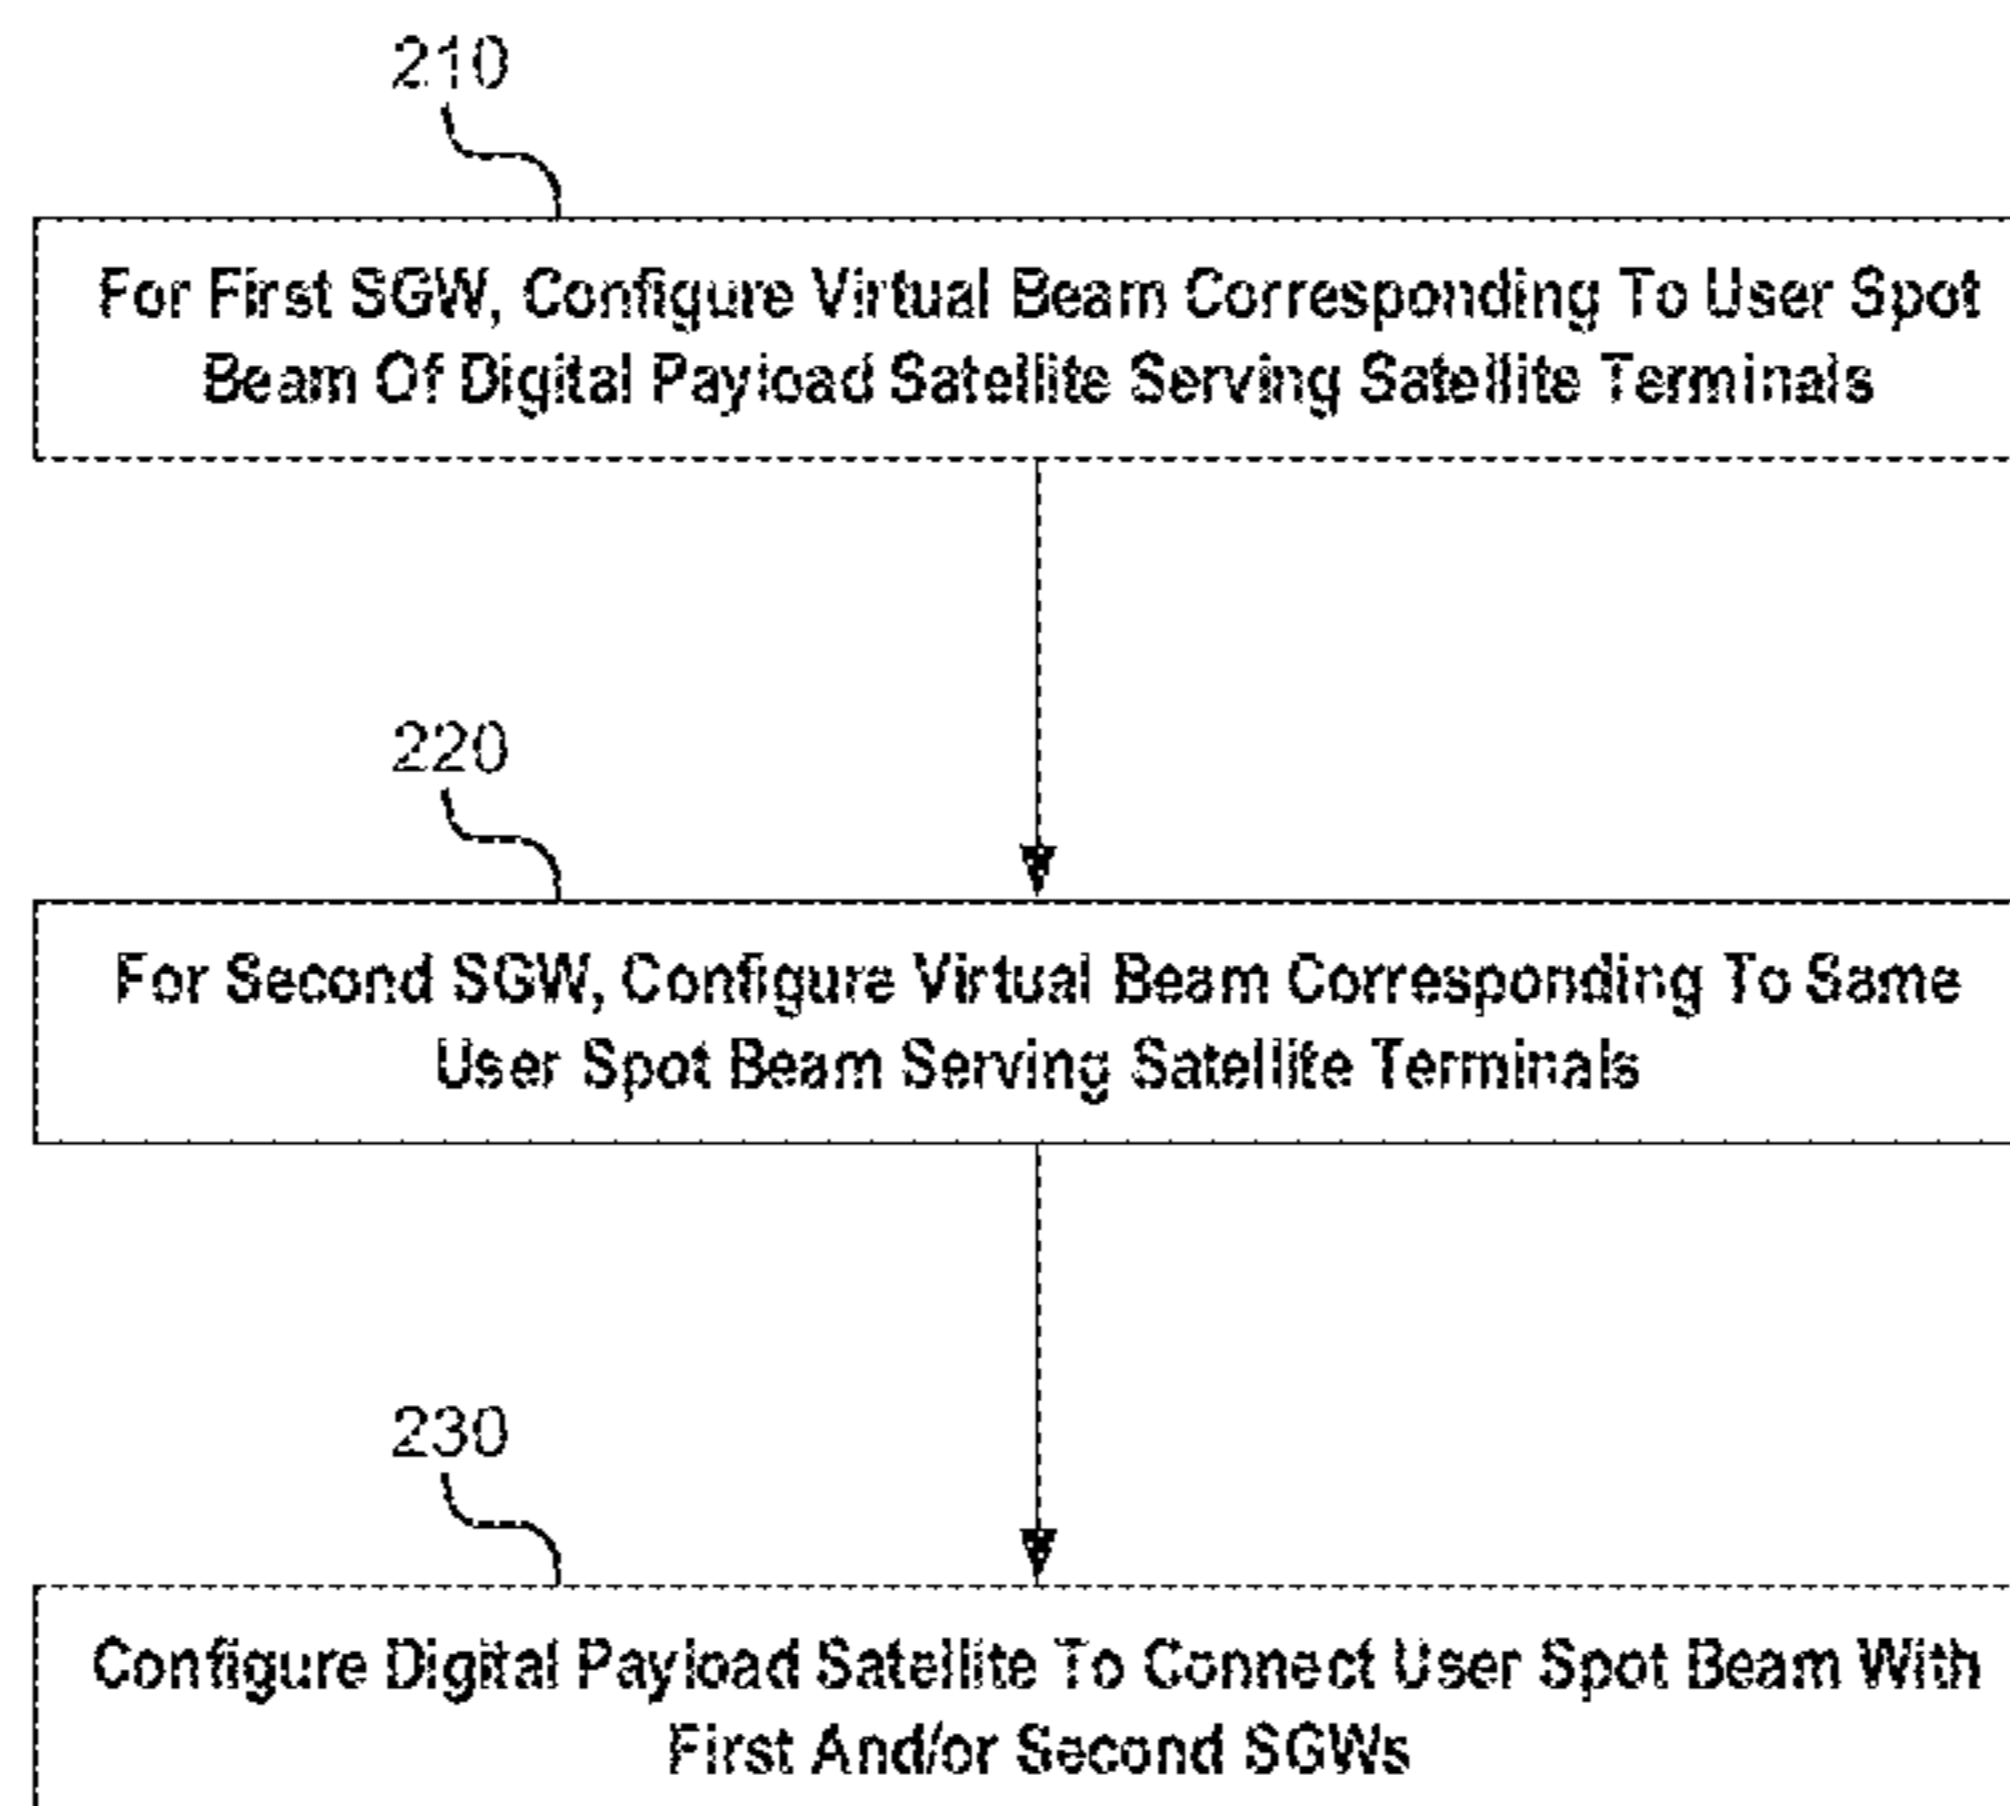 210
For First SGW, Configure Virtual Beam Corresponding To User Spot
Beam Of Digital Payload Satellite Serving Satellite Terminals
220
For Second SGW, Configure Virtual Beam Corresponding To Same
User Spot Beam Serving Satellite Terminals
230
Configure Digital Payload Satellite To Connect User Spot Beam With
First And/or Second SGWs